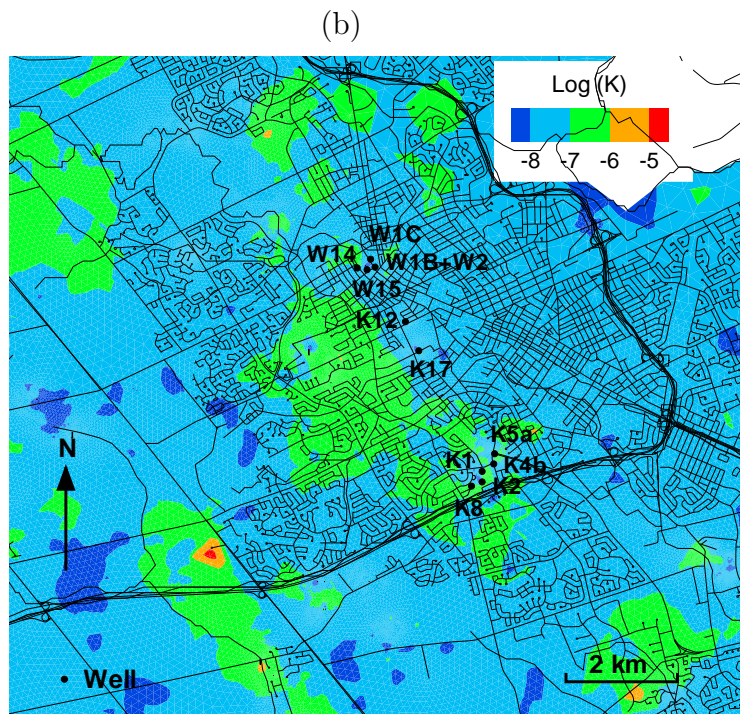 (b)
Log (K)
-8 -7 -6 -5
W1C
W14
W1B+W2
W15
K12
K17
K5a
K1
K4b
K2
K8
N
2 km
Well